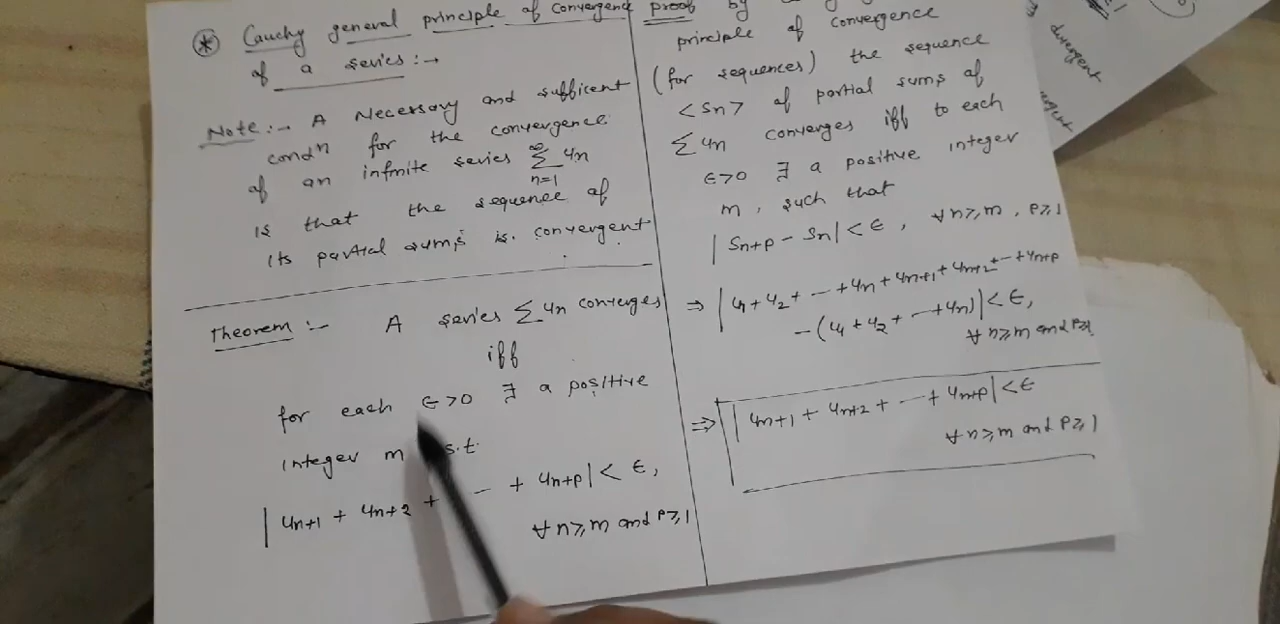 * Cauchy general principle of convergence
of a series :→
Note :→ A Necessary and sufficent
condⁿ for the convergence
of an infnite series ∑_{n=1}^{∞} un
is that the sequence of
its partial sums is convergent
Theorem :- A series ∑un converges
iff
for each ∈>0 ∃ a positive
integer m s.t.
| un+1 + un+2 + - + un+p| < ∈,
∀ n≥m and p≥1
proof by
principle of convergence
(for sequences) the sequence
<Sn> of partial sums of
∑un converges iff to each
∈>0 ∃ a positive integer
m, such that
| Sn+p - Sn| < ∈, ∀ n≥m, p≥1
⇒ | u1+u2+ --- +un+un+1+un+2+--+un+p
-(u1+u2+ --+un)| < ∈,
∀ n≥m and p≥1
⇒ | un+1 + un+2 + --- + un+p| < ∈
∀ n≥m and p≥1
divergent